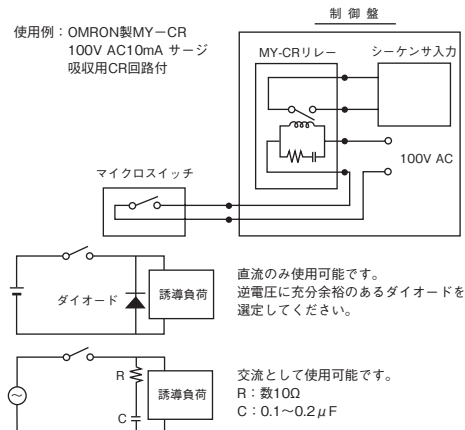 制 御 盤
使用例：OMRON製MY−CR
100V AC10mA サージ
吸収用CR回路付
MY-CRリレー
シーケンサ入力
100V AC
マイクロスイッチ
ダイオード
誘導負荷
直流のみ使用可能です。
逆電圧に充分余裕のあるダイオードを
選定してください。
R
C
誘導負荷
交流として使用可能です。
R：数10Ω
C：0.1〜0.2μF